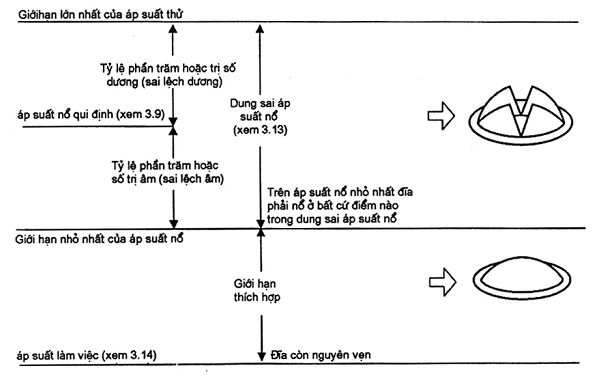 Giớihạn lớn nhất của áp suất thử
Tỷ lệ phần trăm hoặc trị số
dương (sai lệch dương)
áp suất nổ qui định (xem 3.9)
Dung sai áp
suất nổ
(xem 3.13)
Tỷ lệ phần trăm hoặc
số trị âm (sai lệch âm)
Trên áp suất nổ nhỏ nhất đĩa
phải nổ ở bất cứ điểm nào
trong dung sai áp suất nổ
Giới hạn nhỏ nhất của áp suất nổ
Giới hạn
thích hợp
áp suất làm việc (xem 3.14)
Đĩa còn nguyên vẹn